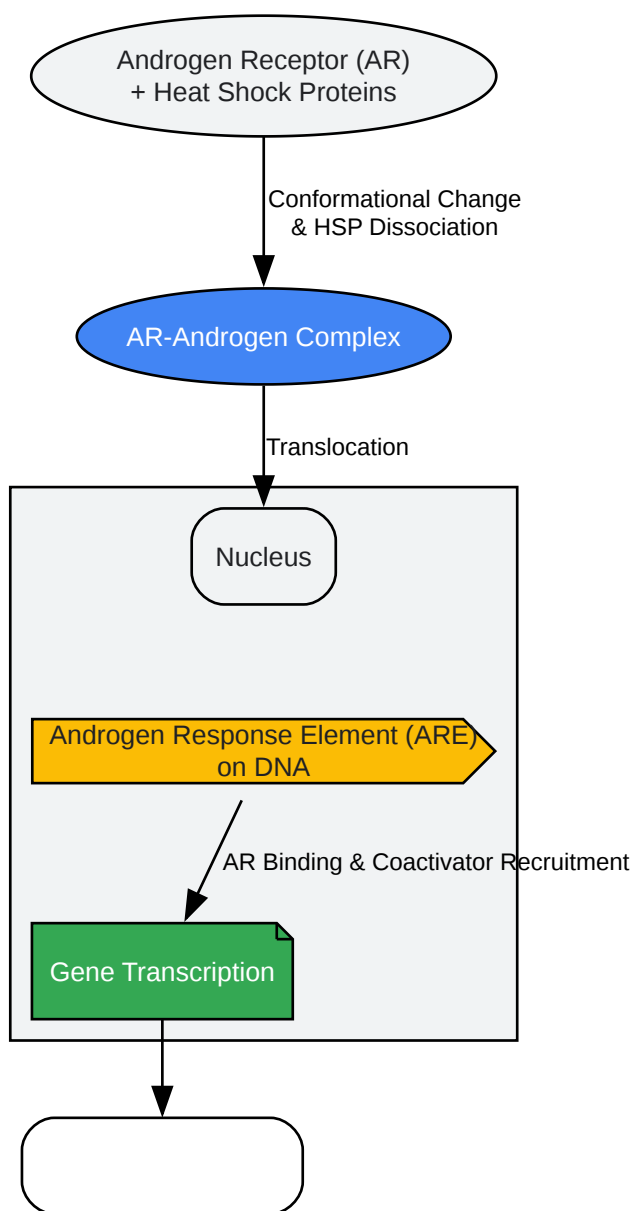 Androgen Receptor (AR)
+ Heat Shock Proteins
Conformational Change
& HSP Dissociation
AR-Androgen Complex
Translocation
Nucleus
Androgen Response Element (ARE)
on DNA
AR Binding & Coactivator Recruitment
Gene Transcription